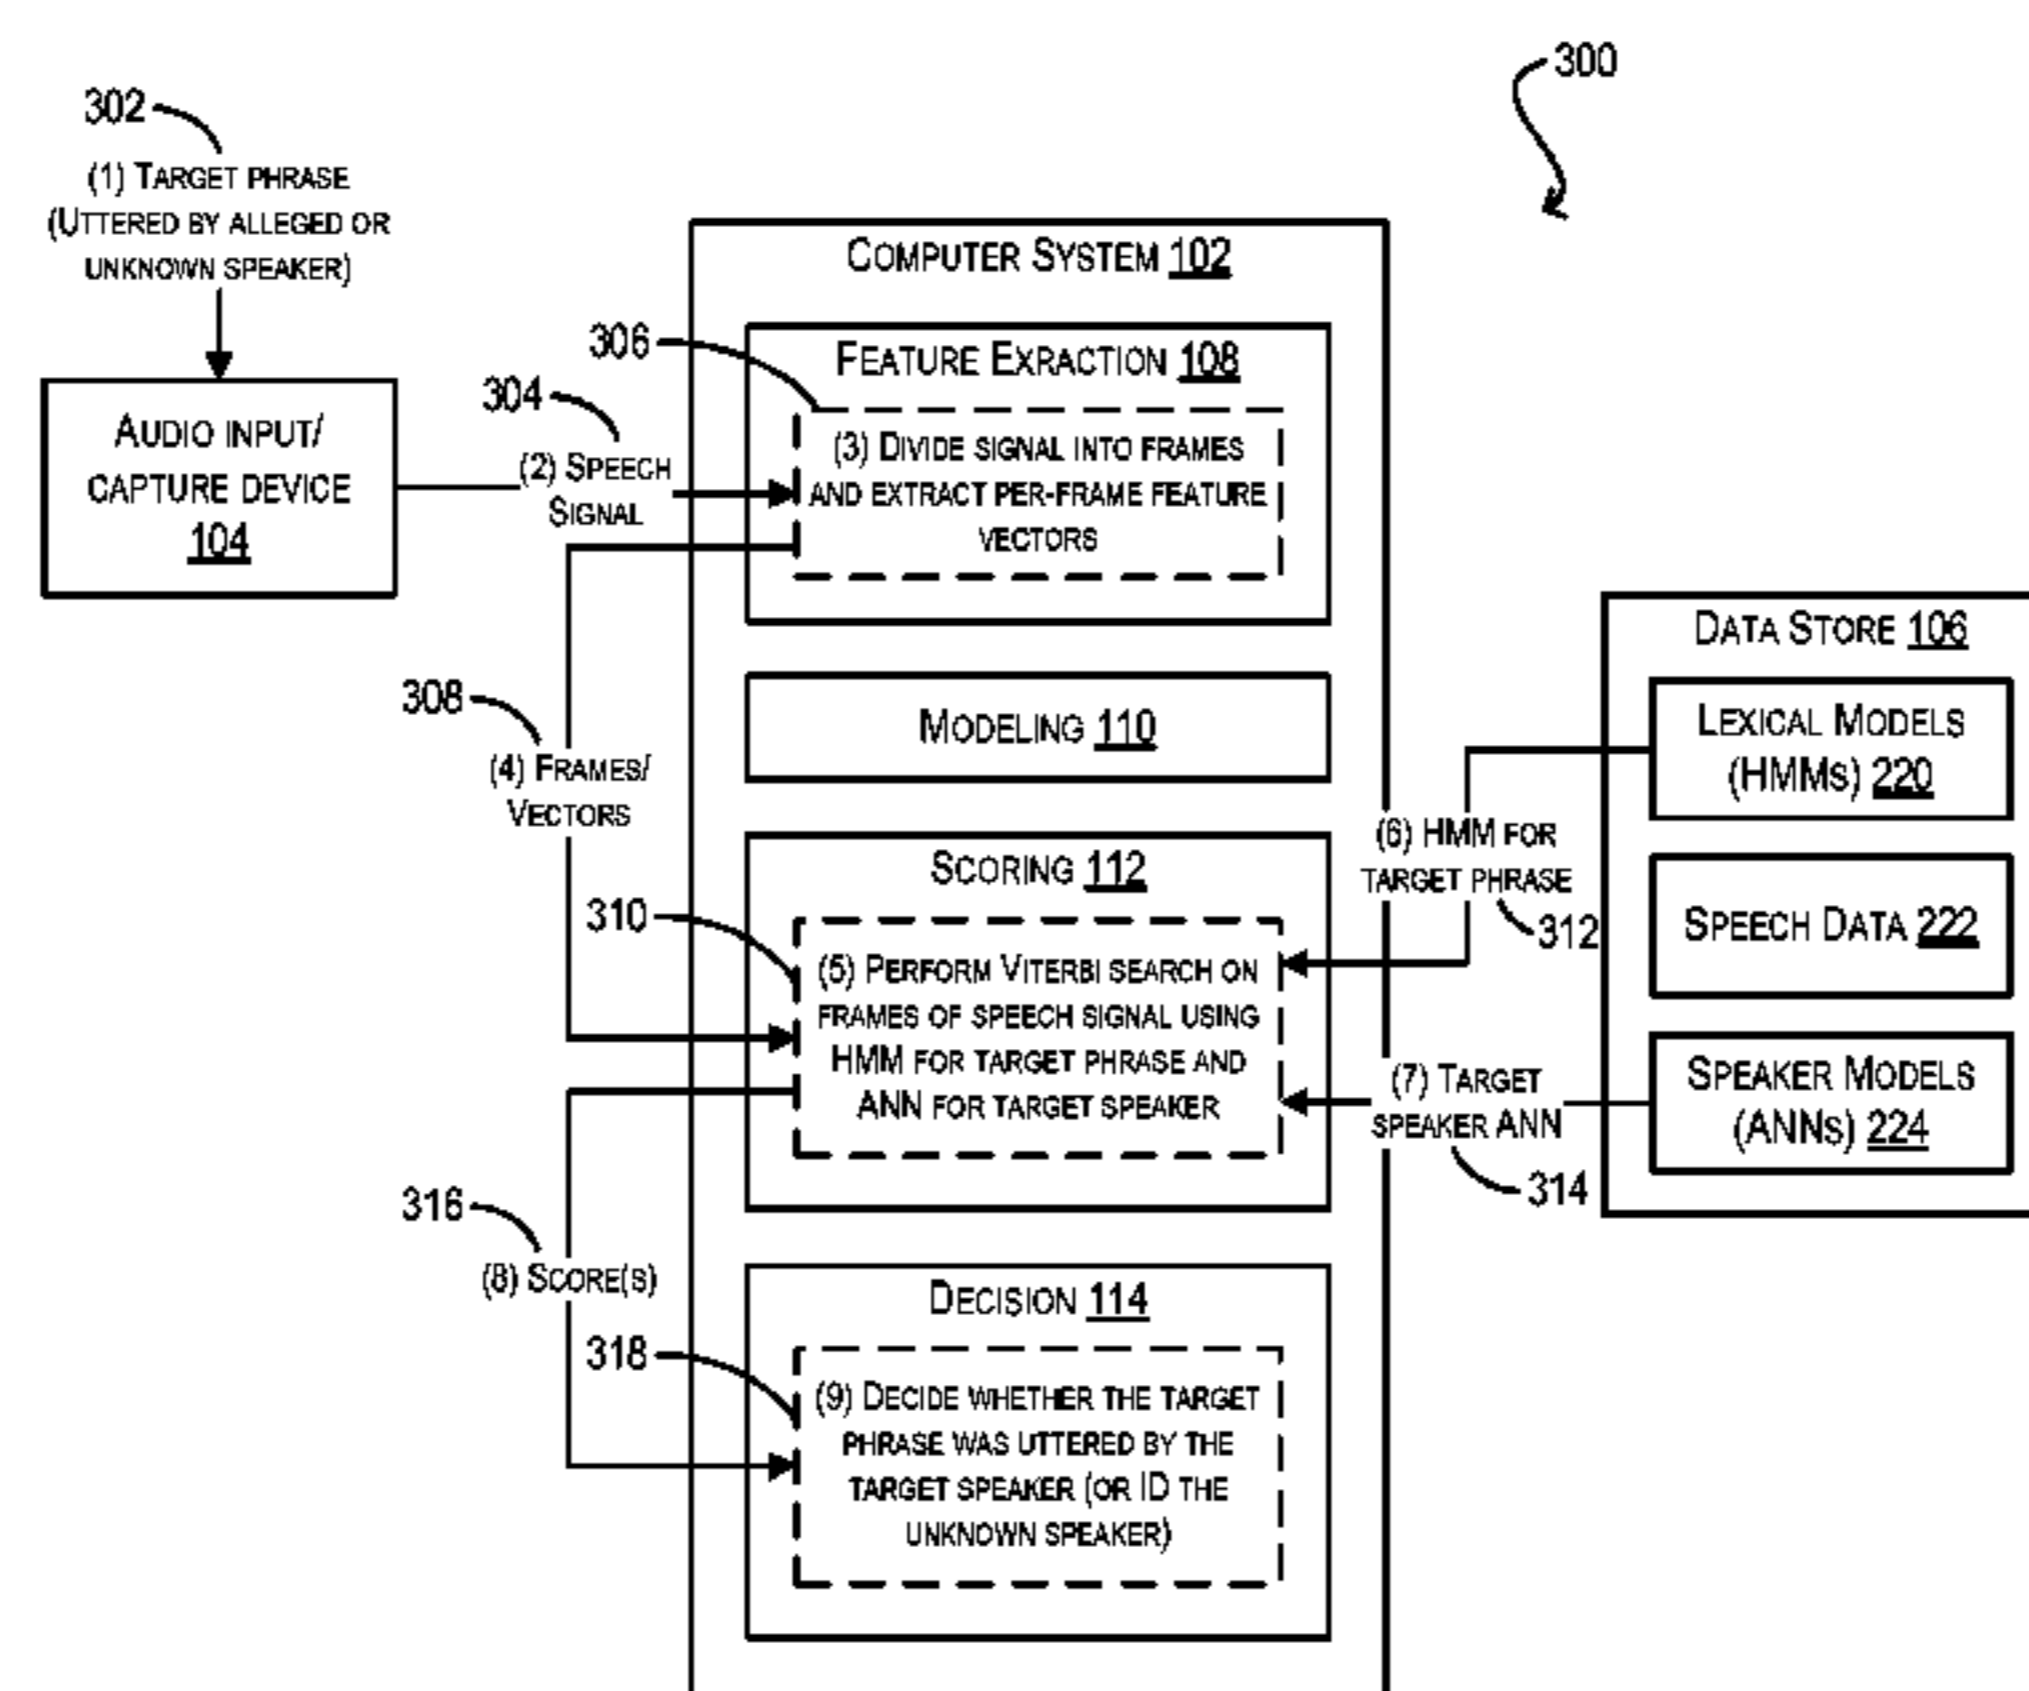 300
302
(1) TARGET PHRASE
(UTTERED BY ALLEGED OR
UNKNOWN SPEAKER)
AUDIO INPUT/
CAPTURE DEVICE
104
304
(2) SPEECH
SIGNAL
COMPUTER SYSTEM 102
306
FEATURE EXRACTION 108
(3) DIVIDE SIGNAL INTO FRAMES
AND EXTRACT PER-FRAME FEATURE
VECTORS
308
(4) FRAMES/
VECTORS
MODELING 110
SCORING 112
310
(5) PERFORM VITERBI SEARCH ON
FRAMES OF SPEECH SIGNAL USING
HMM FOR TARGET PHRASE AND
ANN FOR TARGET SPEAKER
(6) HMM FOR
TARGET PHRASE
312
(7) TARGET
SPEAKER ANN
314
DATA STORE 106
LEXICAL MODELS
(HMMS) 220
SPEECH DATA 222
SPEAKER MODELS
(ANNS) 224
316
(8) SCORE(S)
DECISION 114
318
(9) DECIDE WHETHER THE TARGET
PHRASE WAS UTTERED BY THE
TARGET SPEAKER (OR ID THE
UNKNOWN SPEAKER)